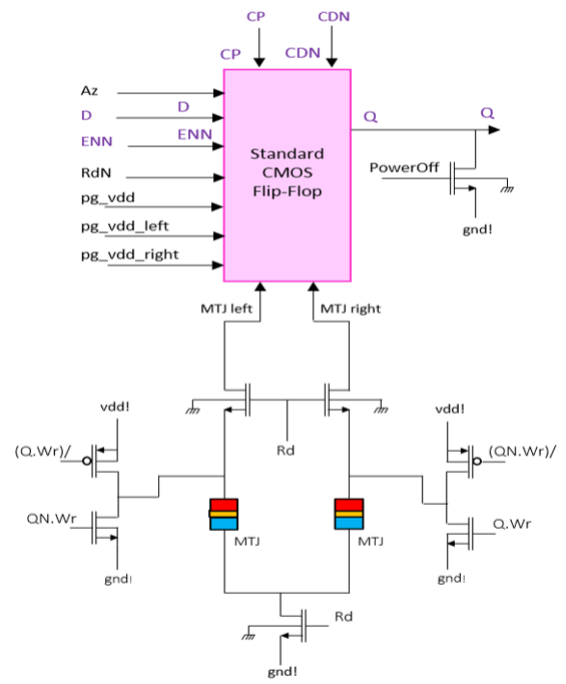 CP CDN
CP CDN
Az
D D
ENN ENN
RdN
pg_vdd
pg_vdd_left
pg_vdd_right
Standard
CMOS
Flip-Flop
Q Q
PowerOff
gnd!
MTJ left MTJ right
vdd! vdd!
(Q.Wr)/ Rd (QN.Wr)/
QN.Wr Q.Wr
MTJ MTJ
gnd! gnd!
Rd
gnd!